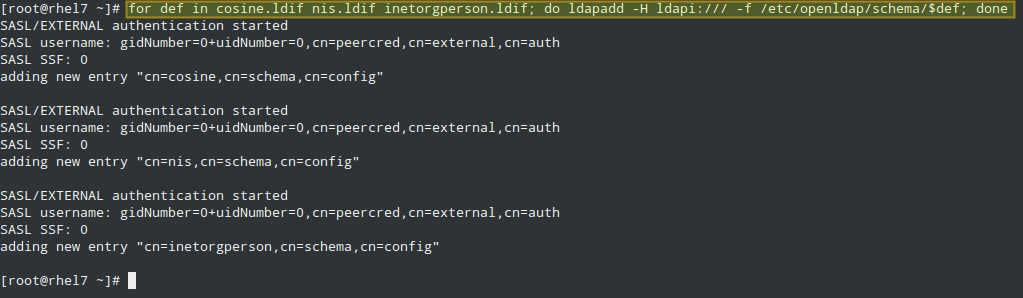 [root@rhel7 ~]# for def in cosine.ldif nis.ldif inetorgperson.ldif; do ldapadd -H ldapi:/// -f /etc/openldap/schema/$def; done
SASL/EXTERNAL authentication started
SASL username: gidNumber=0+uidNumber=0,cn=peercred,cn=external,cn=auth
SASL SSF: 0
adding new entry "cn=cosine,cn=schema,cn=config"

SASL/EXTERNAL authentication started
SASL username: gidNumber=0+uidNumber=0,cn=peercred,cn=external,cn=auth
SASL SSF: 0
adding new entry "cn=nis,cn=schema,cn=config"

SASL/EXTERNAL authentication started
SASL username: gidNumber=0+uidNumber=0,cn=peercred,cn=external,cn=auth
SASL SSF: 0
adding new entry "cn=inetorgperson,cn=schema,cn=config"

[root@rhel7 ~]#